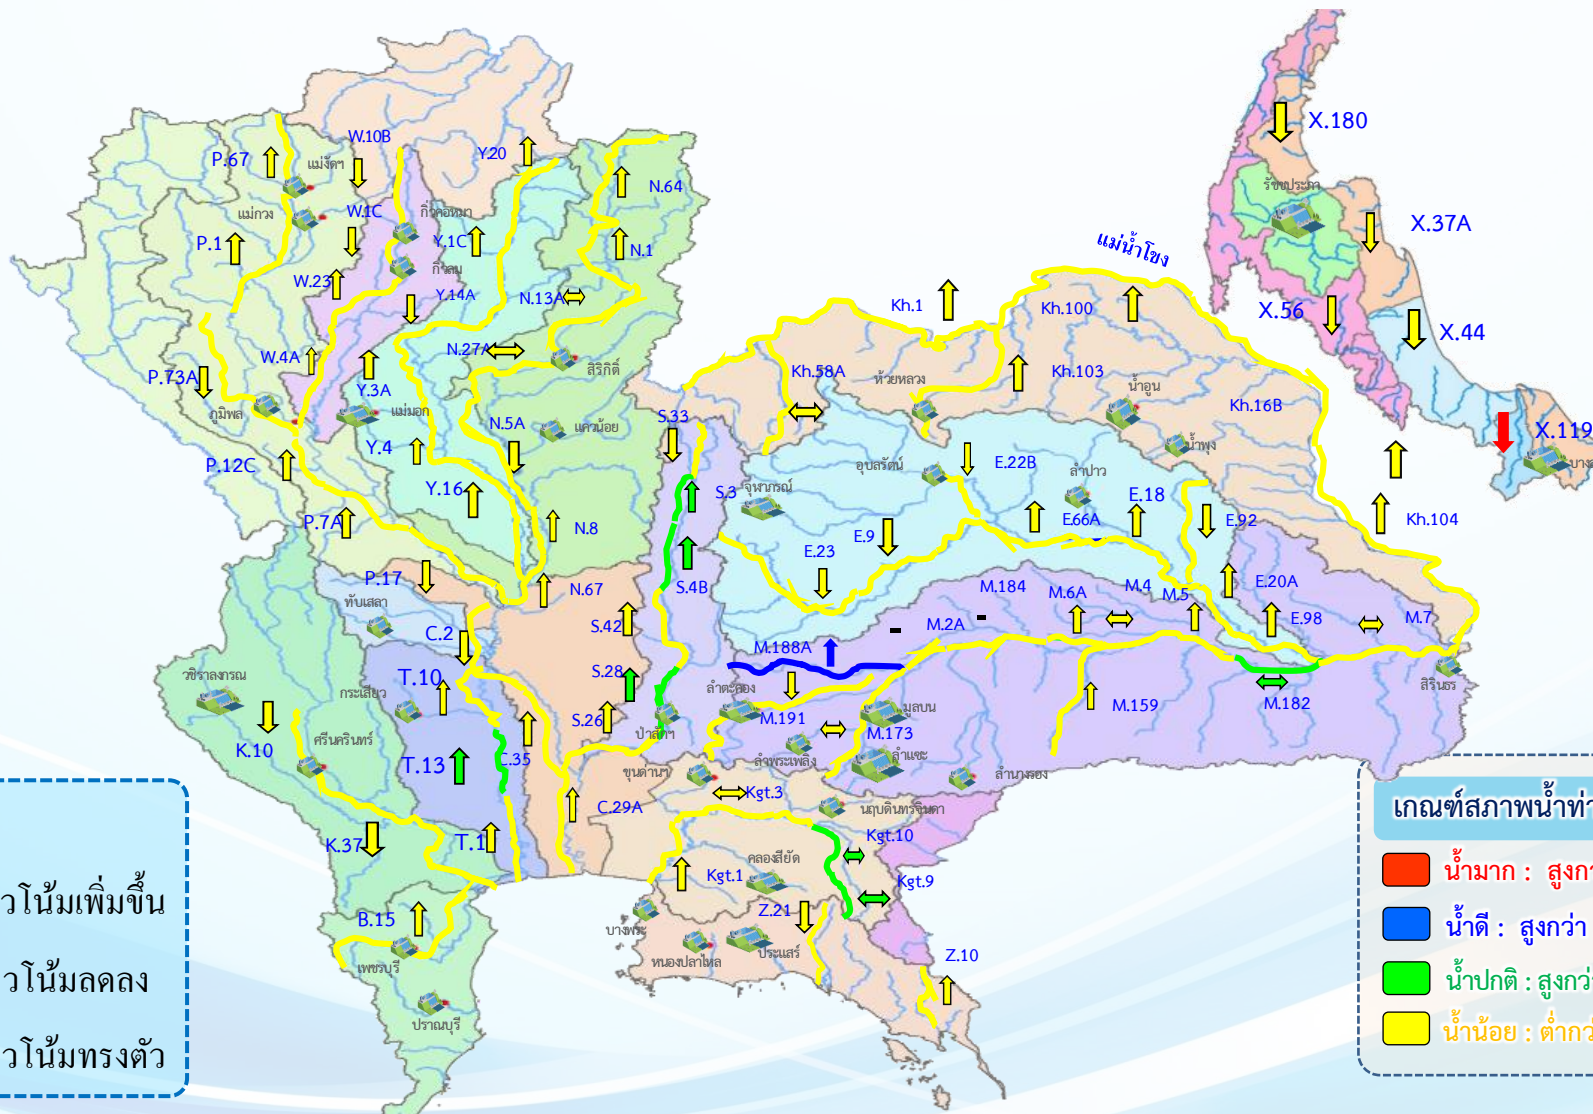 X.180
W.10B
P.67
Y.20
แม่งัดฯ
N.64
รัชชประภา
แม่กวง
W.1C
กิ่วคอหมา
X.37A
P.1
Y.1C
N.1
แม่น้ำโขง
กิ่วลม
W.23
Y.14A
N.13A
Kh.1
Kh.100
X.56
X.44
N.27A
W.4A
สิริกิติ์
P.73A
Y.3A
Kh.58A
ห้วยหลวง
Kh.103
น้ำอูน
Kh.16B
ภูมิพล
แม่มอก
N.5A
แควน้อย
S.33
X.119
Y.4
น้ำพุง
P.12C
อุบลรัตน์
E.22B
ลำปาว
บาง
Y.16
จุฬาภรณ์
S.3
E.18
P.7A
N.8
E.9
E.66A
E.92
Kh.104
E.23
P.17
N.67
S.4B
M.184
M.6A
M.4
M.5
E.20A
ทับเสลา
C.2
S.42
M.2A
E.98
M.7
M.188A
วชิราลงกรณ
T.10
S.28
ลำตะคอง
สิรินธร
กระเสียว
M.191
มูลบน
M.159
M.182
S.26
ป่าสักฯ
K.10
ศรีนครินทร์
M.173
T.13
C.35
ขุนด่านฯ
ลำพระเพลิง
ลำแชะ
ลำนางรอง
Kgt.3
C.29A
นฤบดินทรจินดา
เกณฑ์สภาพน้ำท่า
K.37
T.1
Kgt.10
คลองสียัด
Kgt.1
Kgt.9
น้ำมาก : สูงก
วโน้มเพิ่มขึ้น
B.15
บางพระ
Z.21
น้ำดี : สูงกว่า
เพชรบุรี
หนองปลาไหล
ประแสร์
Z.10
วโน้มลดลง
น้ำปกติ : สูงกว่
ปราณบุรี
น้ำน้อย : ต่ำกว
วโน้มทรงตัว